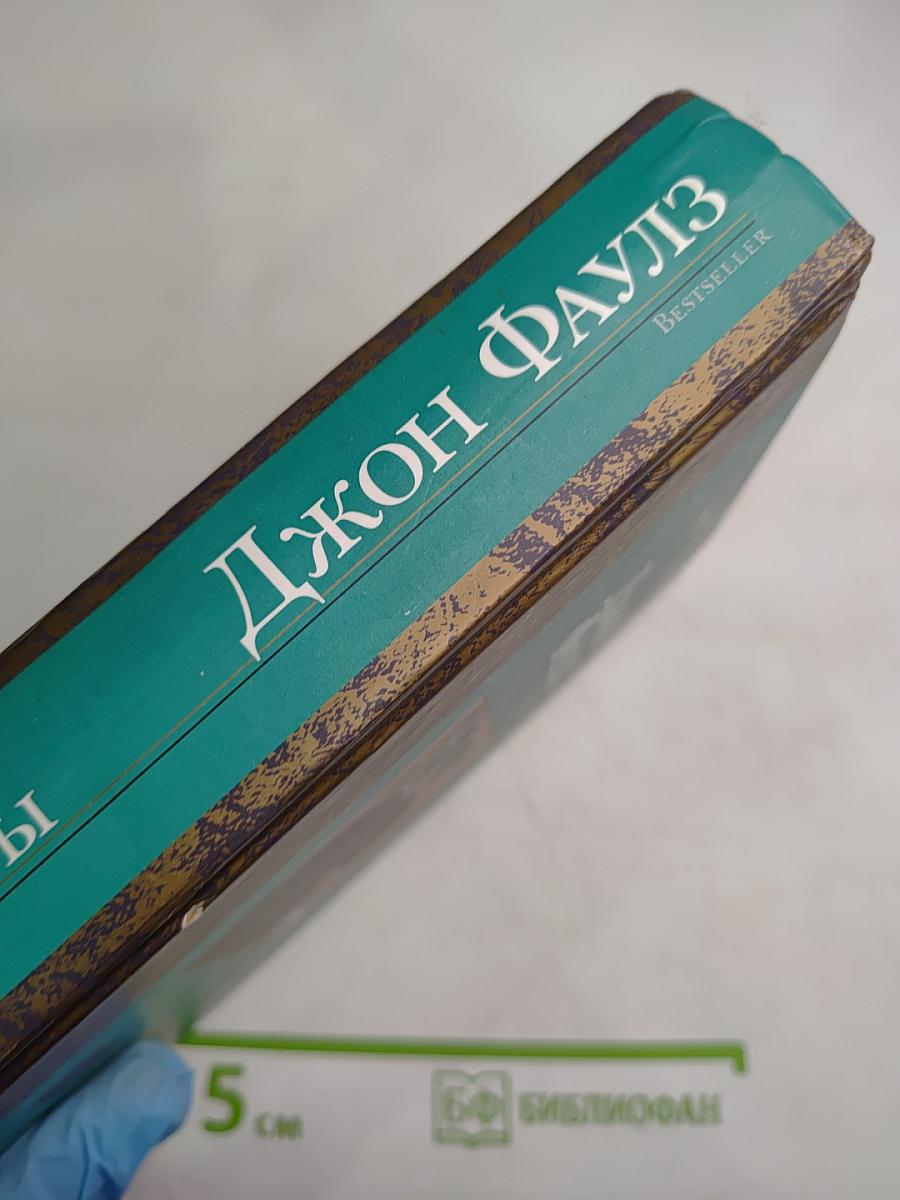 Джон Фаулз
Bestseller
ы
5 см
БФ БИБЛИОФАН